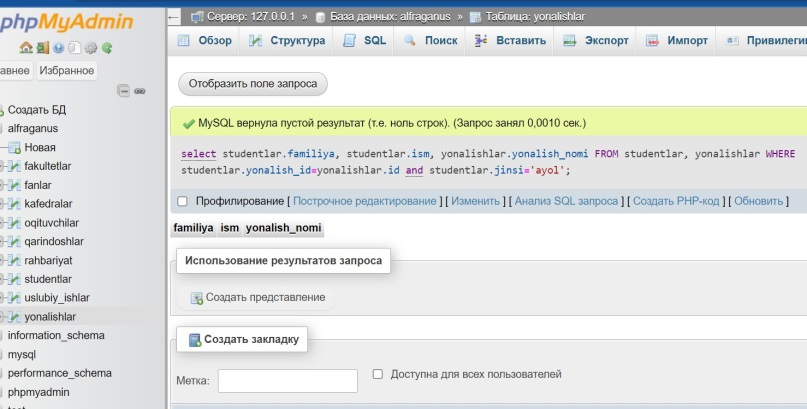 phpMyAdmin
Сервер: 127.0.0.1 » База данных: alfraganus » Таблица: yonalishlar
Обзор Структура SQL Поиск Вставить Экспорт Импорт Привилеги
авнее Избранное
Отобразить поле запроса
Создать БД
alfraganus
Новая
fakultetlar
fanlar
kafedralar
oqituvchilar
qarindoshlar
rahbariyat
studentlar
uslubiy_ishlar
yonalishlar
information_schema
mysql
performance_schema
phpmyadmin
MySQL вернула пустой результат (т.е. ноль строк). (Запрос занял 0,0010 сек.)
select studentlar.familiya, studentlar.ism, yonalishlar.yonalish_nomi FROM studentlar, yonalishlar WHERE
studentlar.yonalish_id=yonalishlar.id and studentlar.jinsi='ayol';
Профилирование [ Построчное редактирование ] [ Изменить ] [ Анализ SQL запроса ] [ Создать PHP-код ] [ Обновить ]
familiya ism yonalish_nomi
Использование результатов запроса
Создать представление
Создать закладку
Метка: Доступна для всех пользователей